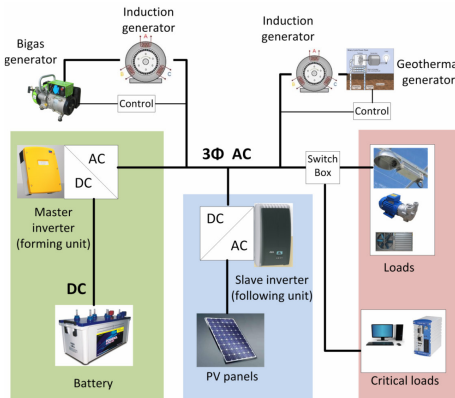 Induction
generator
Bigas
generator
Control
Induction
generator
Geothermal
generator
Control
3Φ AC
AC
DC
Master
inverter
(forming unit)
DC
Battery
DC
AC
Slave inverter
(following unit)
PV panels
Switch
Box
Loads
Critical loads